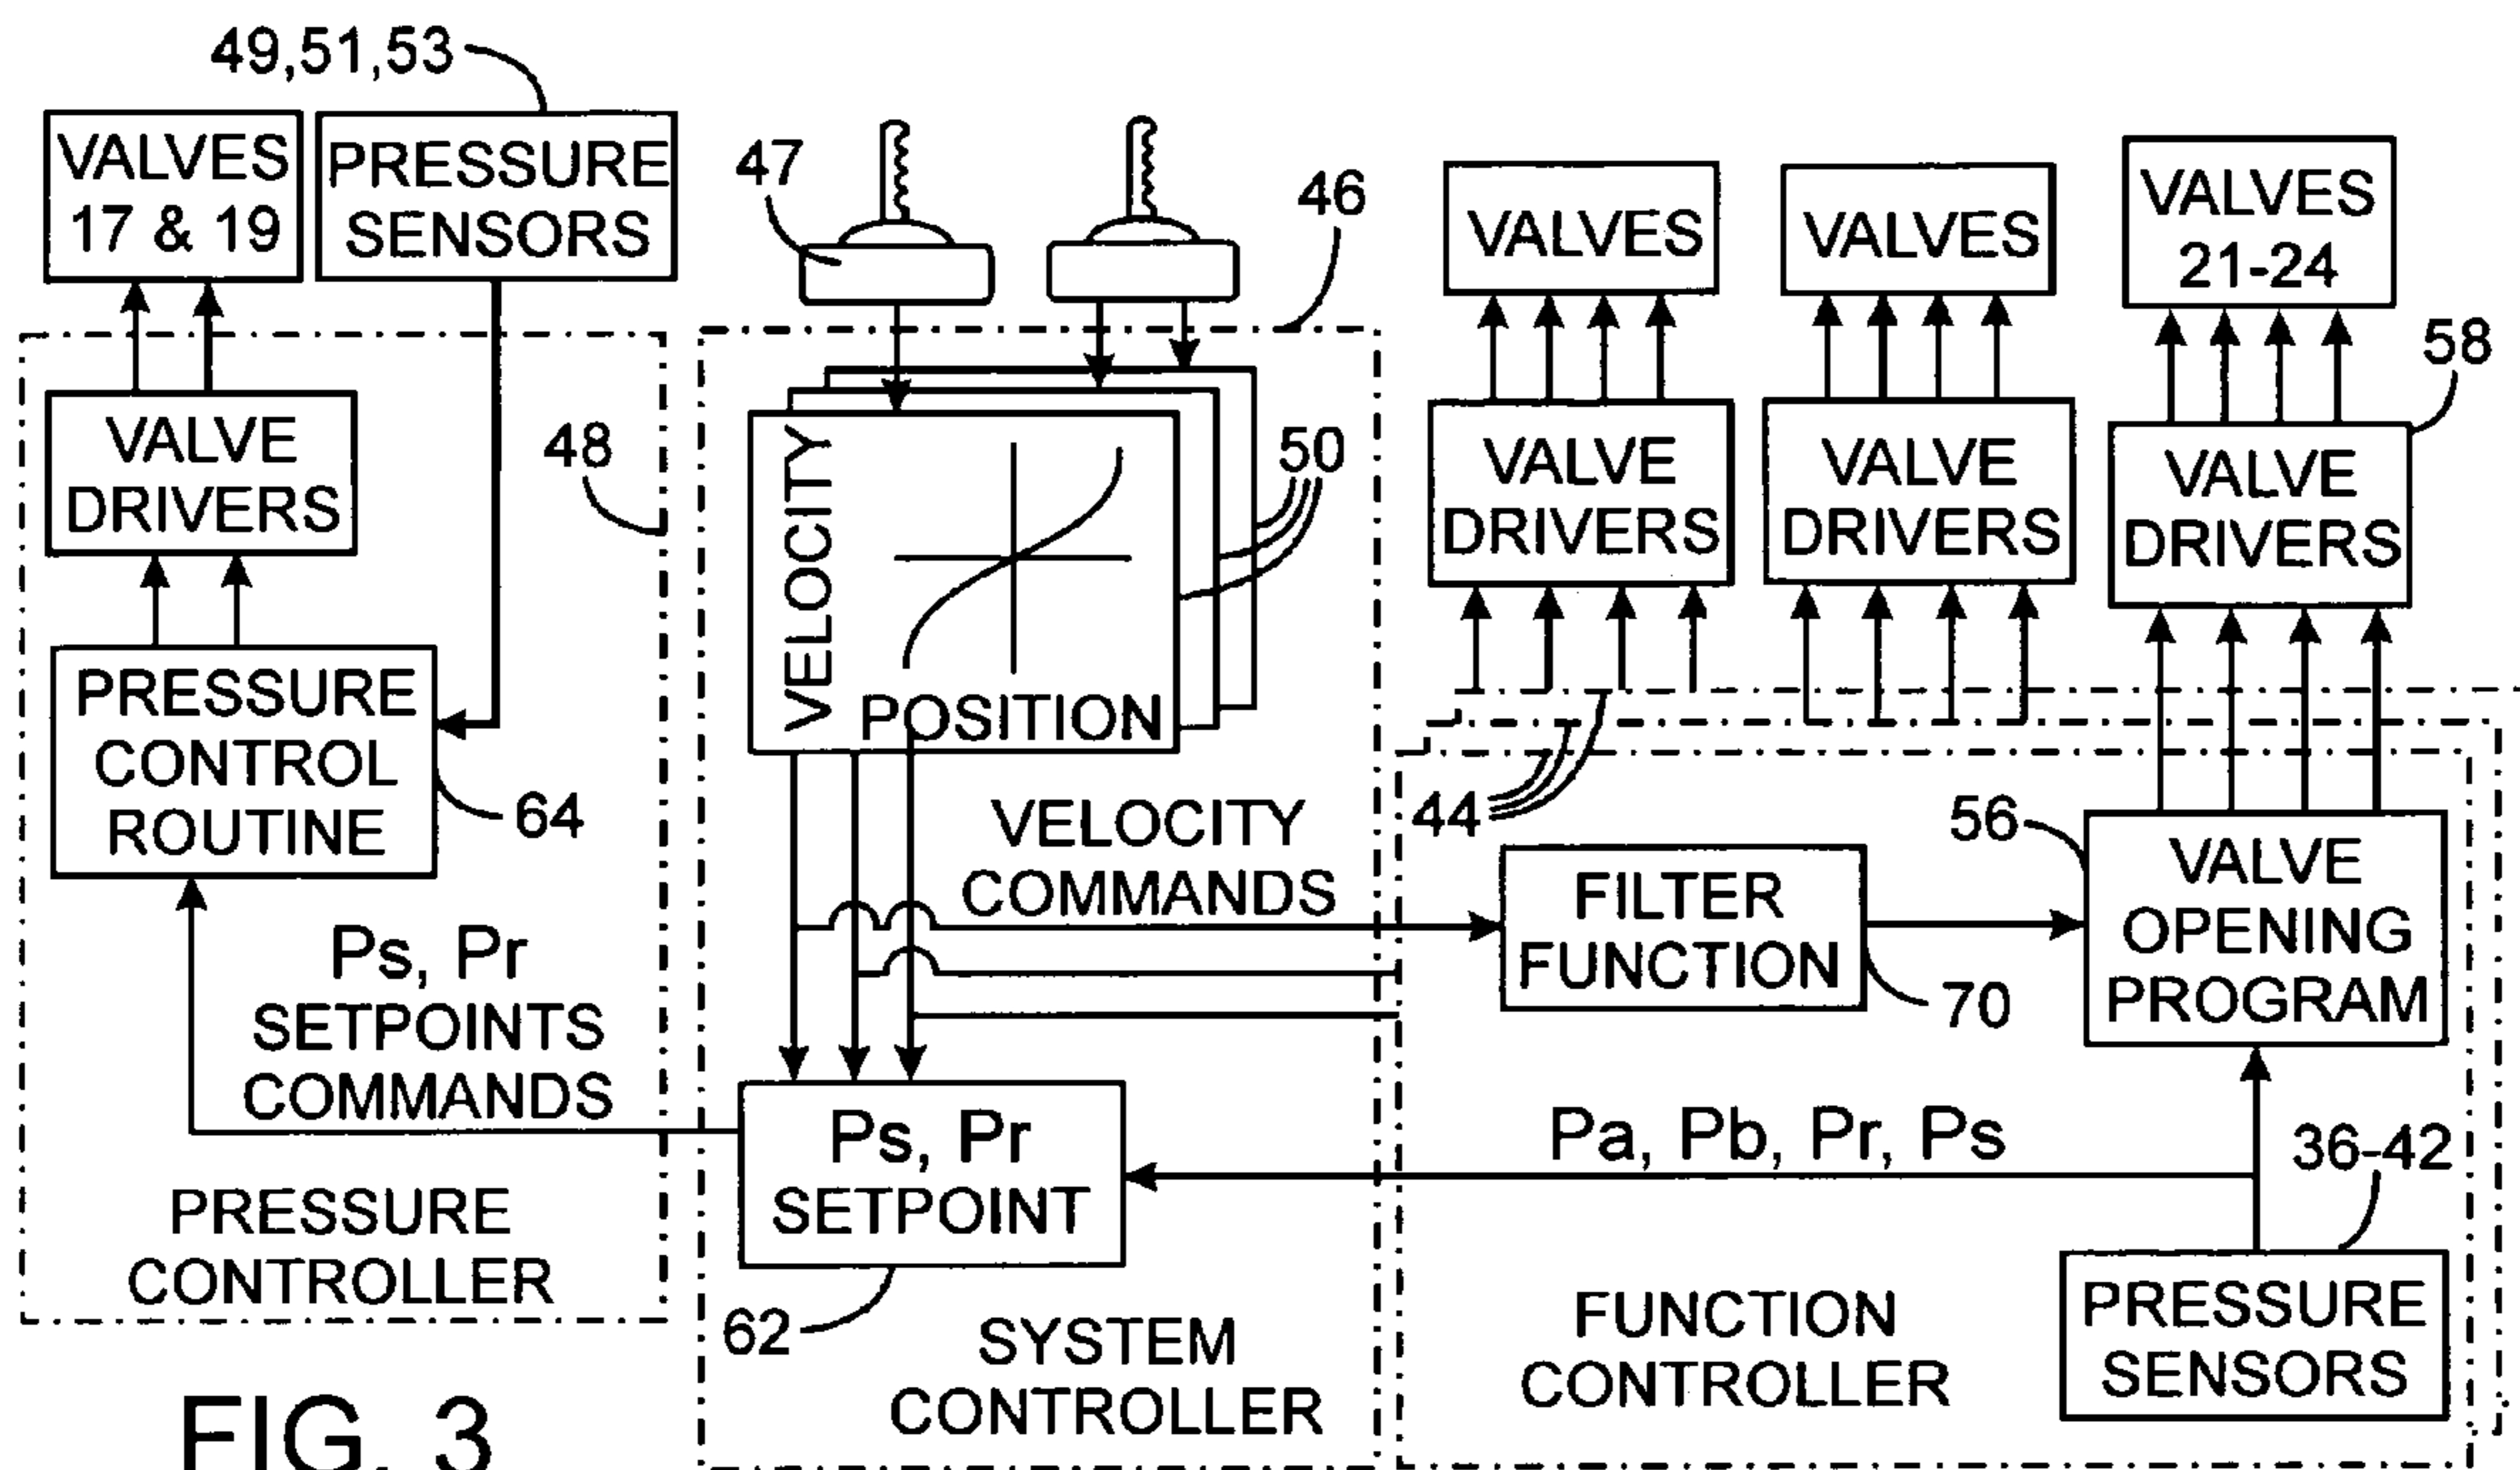 49,51,53
VALVES
17 & 19
PRESSURE
SENSORS
47
46
VALVES
VALVES
VALVES
21-24
58
VALVE
DRIVERS
48
VELOCITY
POSITION
50
VALVE
DRIVERS
VALVE
DRIVERS
VALVE
DRIVERS
PRESSURE
CONTROL
ROUTINE
64
VELOCITY
COMMANDS
44
56
FILTER
FUNCTION
70
VALVE
OPENING
PROGRAM
Ps, Pr
SETPOINTS
COMMANDS
Ps, Pr
SETPOINT
62
Pa, Pb, Pr, Ps
36-42
PRESSURE
SENSORS
PRESSURE
CONTROLLER
SYSTEM
CONTROLLER
FUNCTION
CONTROLLER
FIG. 3